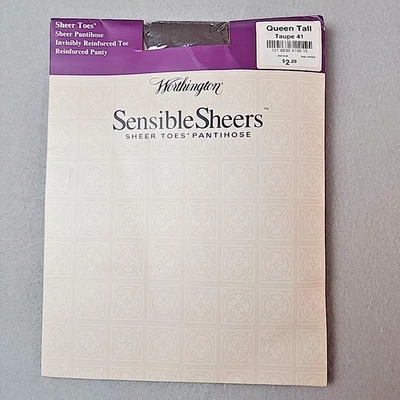 Sheer Toes®
Sheer Pantihose
Invisibly Reinforced Toe
Reinforced Panty
Queen Tall
Taupe 41
$2.29
Worthington
SensibleSheers™
SHEER TOES® PANTIHOSE